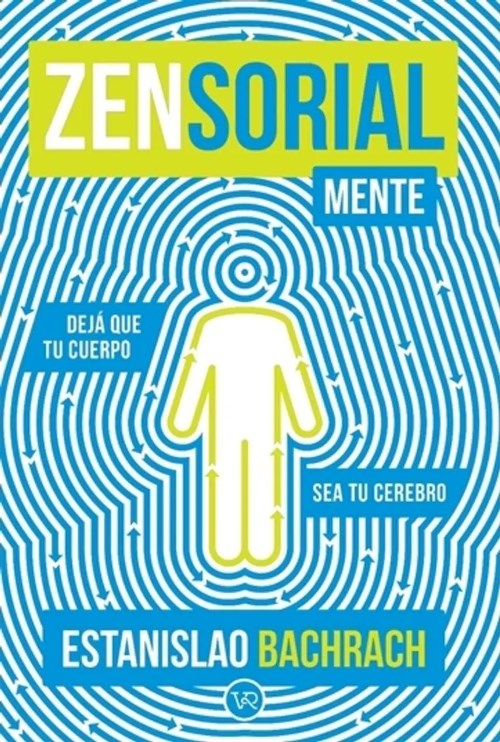 ZENSORIAL
MENTE
DEJÁ QUE
TU CUERPO
SEA TU CEREBRO
ESTANISLAO BACHRACH
V&R